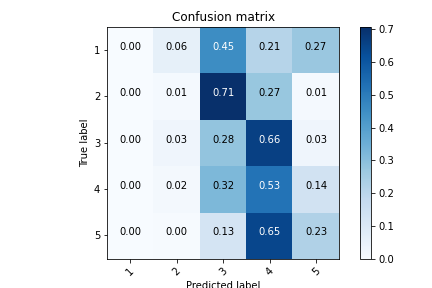 Confusion matrix
1 0.00 0.06 0.45 0.21 0.27
2 0.00 0.01 0.71 0.27 0.01
3 0.00 0.03 0.28 0.66 0.03
4 0.00 0.02 0.32 0.53 0.14
5 0.00 0.00 0.13 0.65 0.23
True label
1 2 3 4 5
Predicted label
0.7
0.6
0.5
0.4
0.3
0.2
0.1
0.0